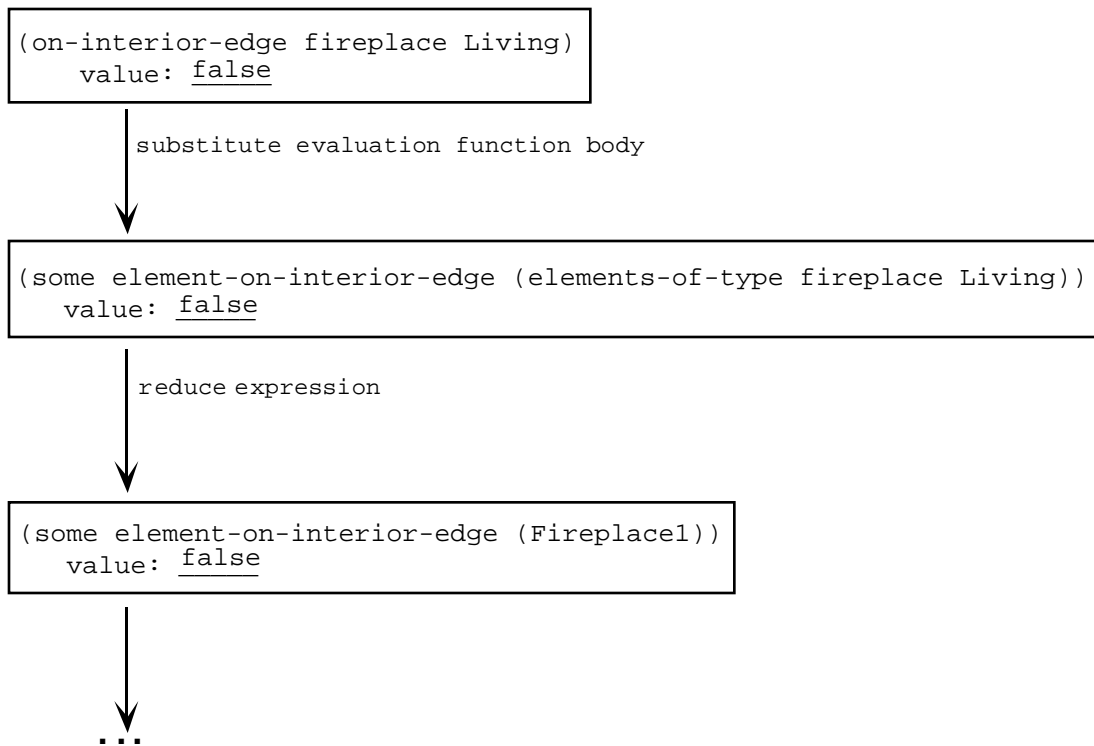 (on-interior-edge fireplace Living)
value: false
substitute evaluation function body
(some element-on-interior-edge (elements-of-type fireplace Living))
value: false
reduce expression
(some element-on-interior-edge (Fireplace1))
value: false
...